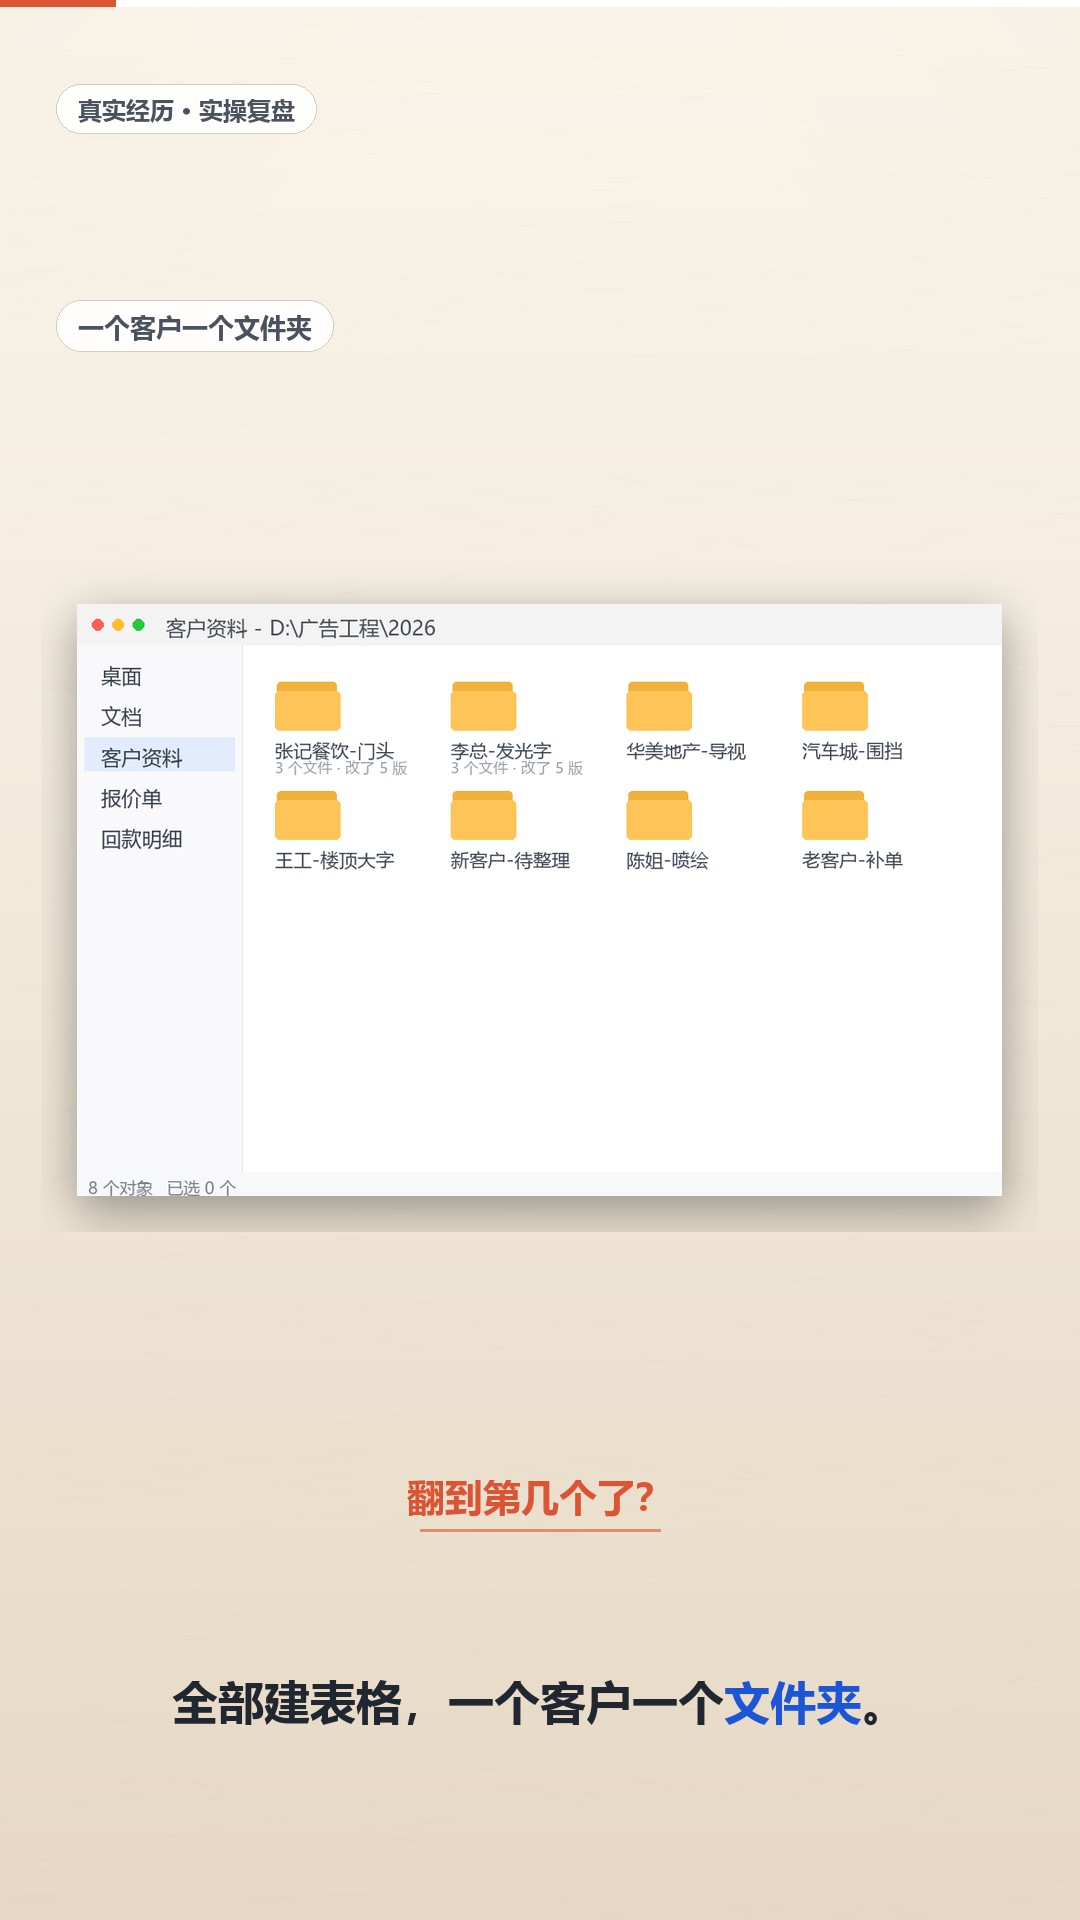 真实经历·实操复盘
一个客户一个文件夹
客户资料 - D:\广告工程\2026
桌面
文档
客户资料
报价单
回款明细
张记餐饮-门头
3 个文件 · 改了 5 版
李总-发光字
3 个文件 · 改了 5 版
华美地产-导视
汽车城-围挡
王工-楼顶大字
新客户-待整理
陈姐-喷绘
老客户-补单
8 个对象 已选 0 个
翻到第几个了?
全部建表格，一个客户一个文件夹。